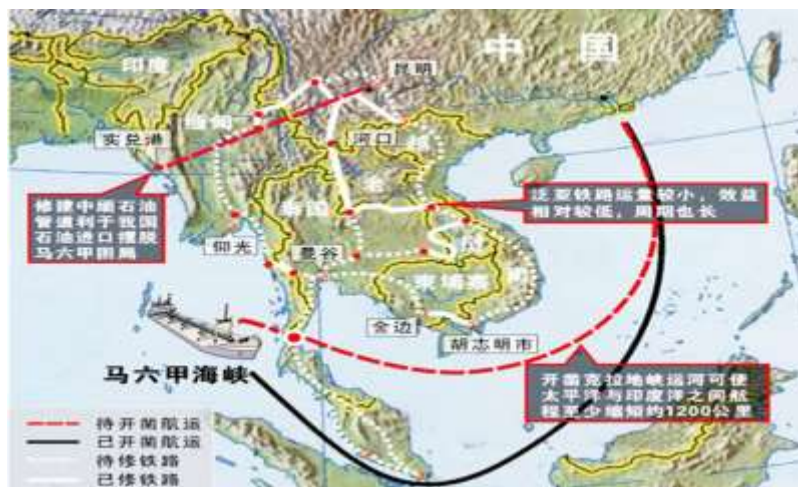 中国
印度
昆明
缅甸
实兑港
河口
越
老
修建中缅石油
管道利于我国
石油进口摆脱
马六甲困局
泛亚铁路运量较小，效益
相对较低，周期也长
泰国
仰光
曼谷
柬埔寨
金边
胡志明市
马六甲海峡
开凿克拉地峡运河可使
太平洋与印度洋之间航
程至少缩短约1200公里
待开凿航运
已开凿航运
待修铁路
已修铁路